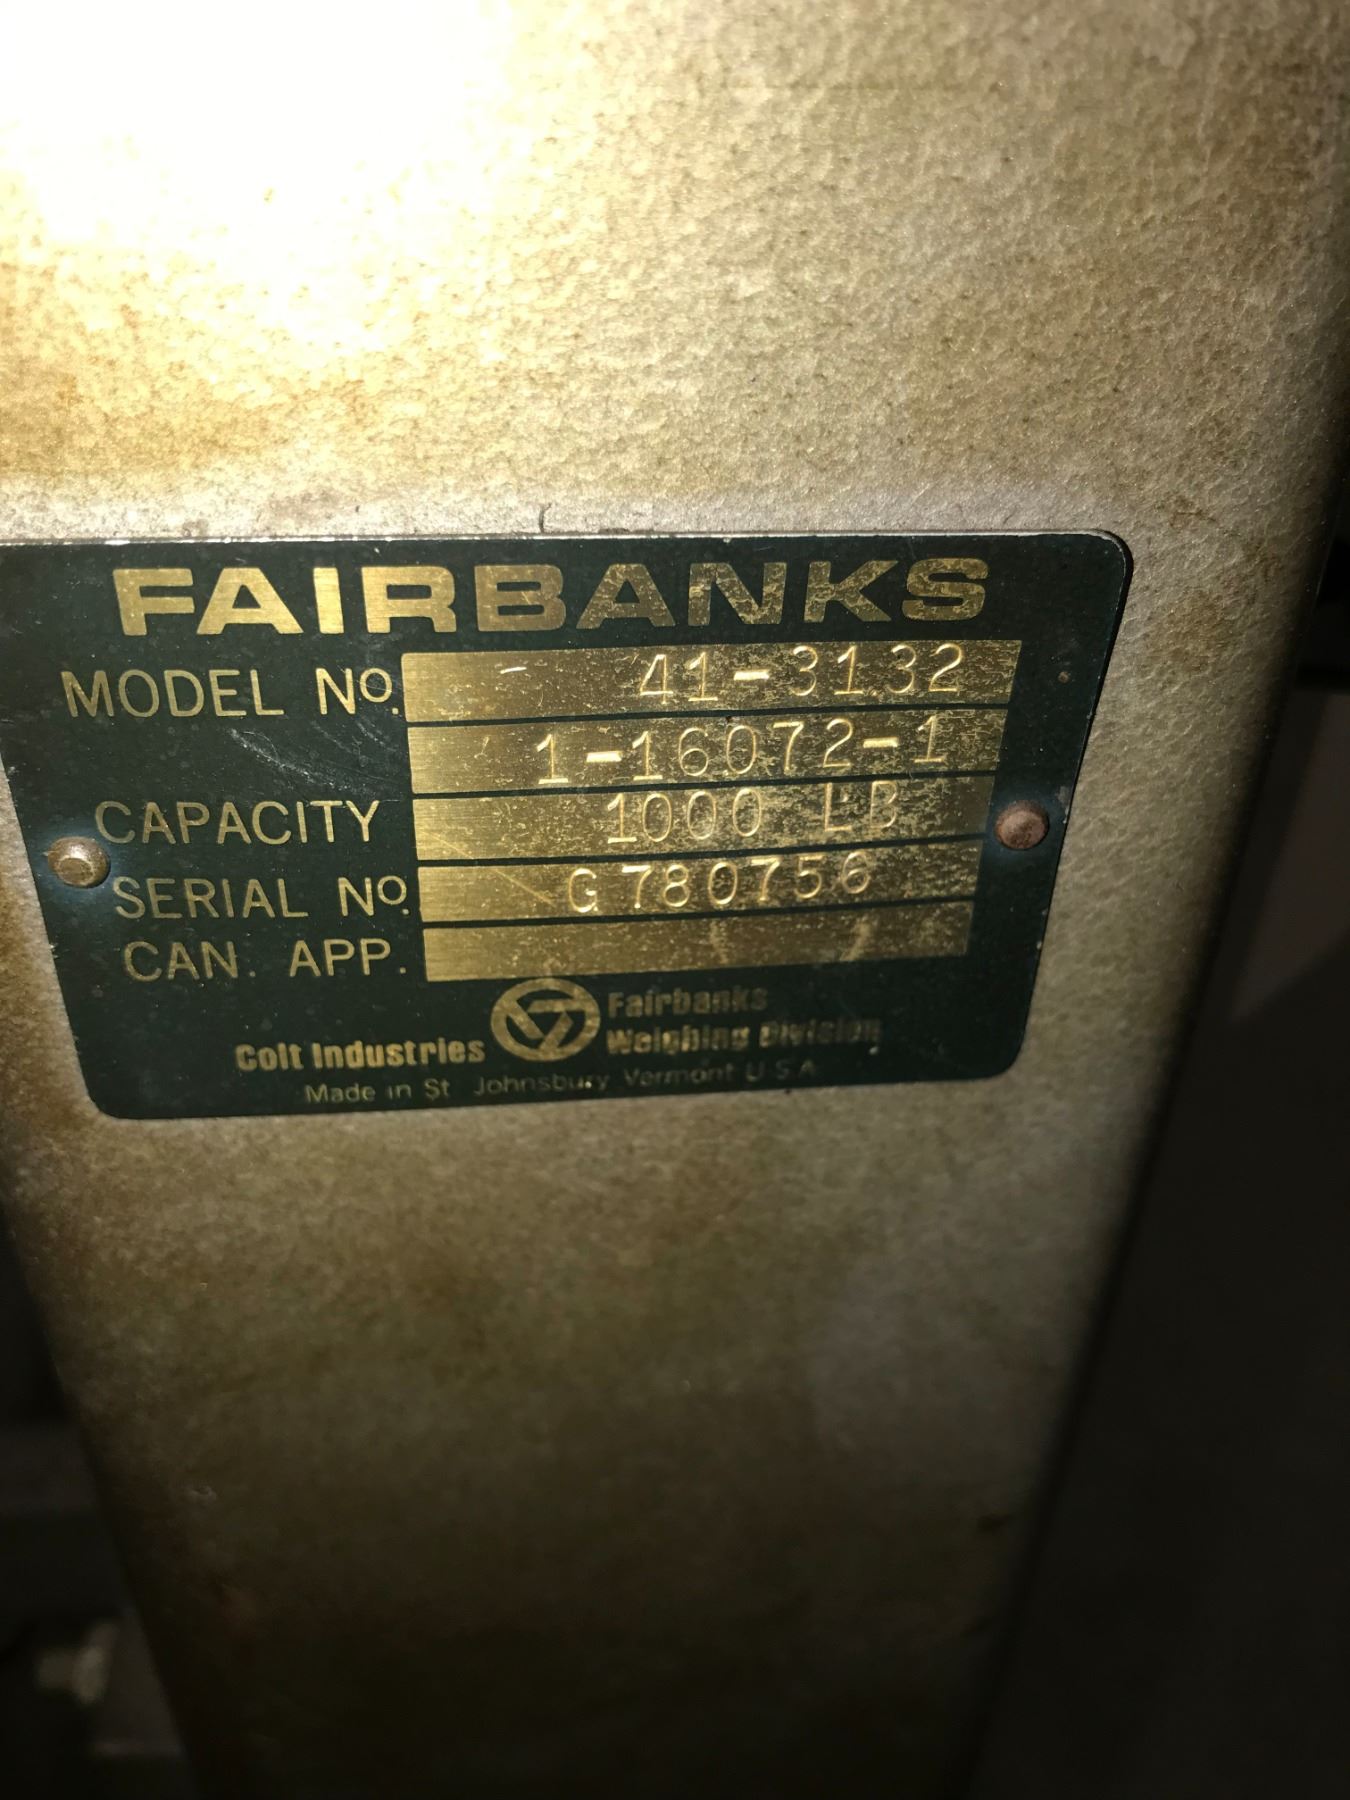 FAIRBANKS
MODEL NO. - 41-3132
1-16072-1
CAPACITY 1000 LB
SERIAL NO. G780756
CAN. APP.
Colt Industries Fairbanks
Weighing Division
Made in St Johnsbury Vermont U S A